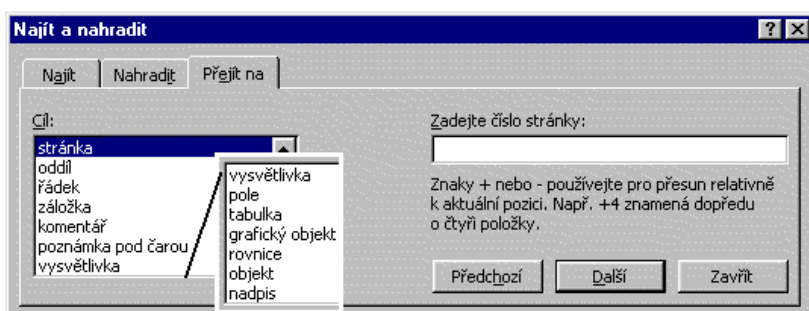 Najít a nahradit
Najít Nahradit Přejít na
Cíl:
stránka
oddíl
řádek
záložka
komentář
poznámka pod čarou
vysvětlivka
vysvětlivka
pole
tabulka
grafický objekt
rovnice
objekt
nadpis
Zadejte číslo stránky:
Znaky + nebo - používejte pro přesun relativně
k aktuální pozici. Např. +4 znamená dopředu
o čtyři položky.
Předchozí Další Zavřít